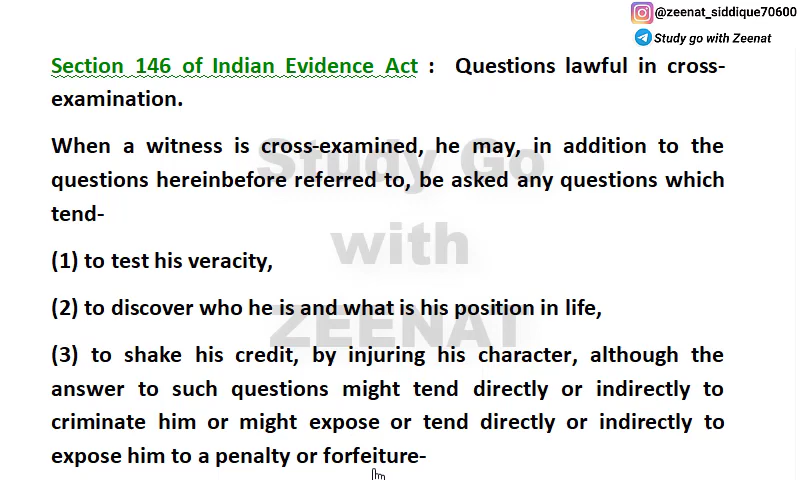 @zeenat_siddique70600
Study go with Zeenat
Section 146 of Indian Evidence Act : Questions lawful in cross-
examination.
When a witness is cross-examined, he may, in addition to the
questions hereinbefore referred to, be asked any questions which
tend-
(1) to test his veracity,
(2) to discover who he is and what is his position in life,
(3) to shake his credit, by injuring his character, although the
answer to such questions might tend directly or indirectly to
criminate him or might expose or tend directly or indirectly to
expose him to a penalty or forfeiture-
Study Go
with
ZEENAT